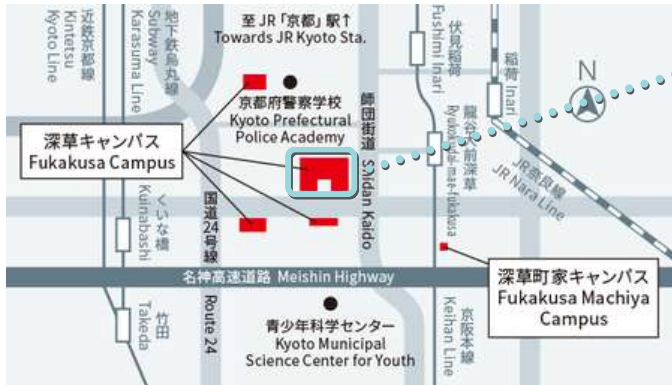 近鉄京都線
Kintetsu
Kyoto Line
地下鉄烏丸線
Subway
Karasuma Line
至 JR「京都」駅↑
Towards JR Kyoto Sta.
伏見稲荷
Fushimi Inari
稲荷 Inari
N
京都府警察学校
Kyoto Prefectural
Police Academy
師団街道 Shidan Kaido
龍谷大前深草
Ryukokudai-mae-fukakusa
JR奈良線
JR Nara Line
深草キャンパス
Fukakusa Campus
くいな橋
Kuinabashi
国道24号線
Route 24
名神高速道路 Meishin Highway
深草町家キャンパス
Fukakusa Machiya
Campus
竹田
Takeda
青少年科学センター
Kyoto Municipal
Science Center for Youth
京阪本線
Keihan Line